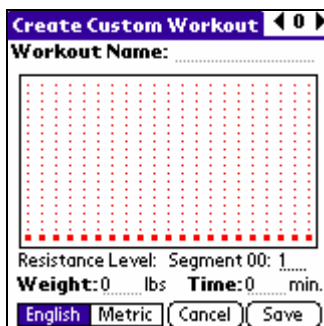 Create Custom Workout 0
Workout Name:
Resistance Level: Segment 00: 1
Weight: 0 lbs Time: 0 min.
English Metric Cancel Save